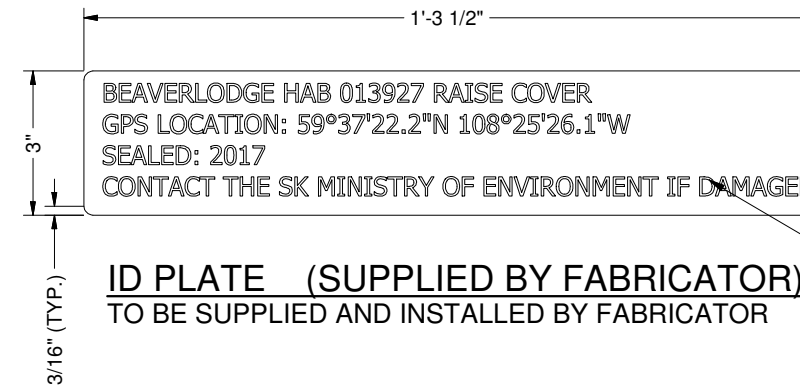 1'-3 1/2"
3"
BEAVERLODGE HAB 013927 RAISE COVER
GPS LOCATION: 59°37'22.2"N 108°25'26.1"W
SEALED: 2017
CONTACT THE SK MINISTRY OF ENVIRONMENT IF DAMAGE
3/16" (TYP.)
ID PLATE (SUPPLIED BY FABRICATOR)
TO BE SUPPLIED AND INSTALLED BY FABRICATOR